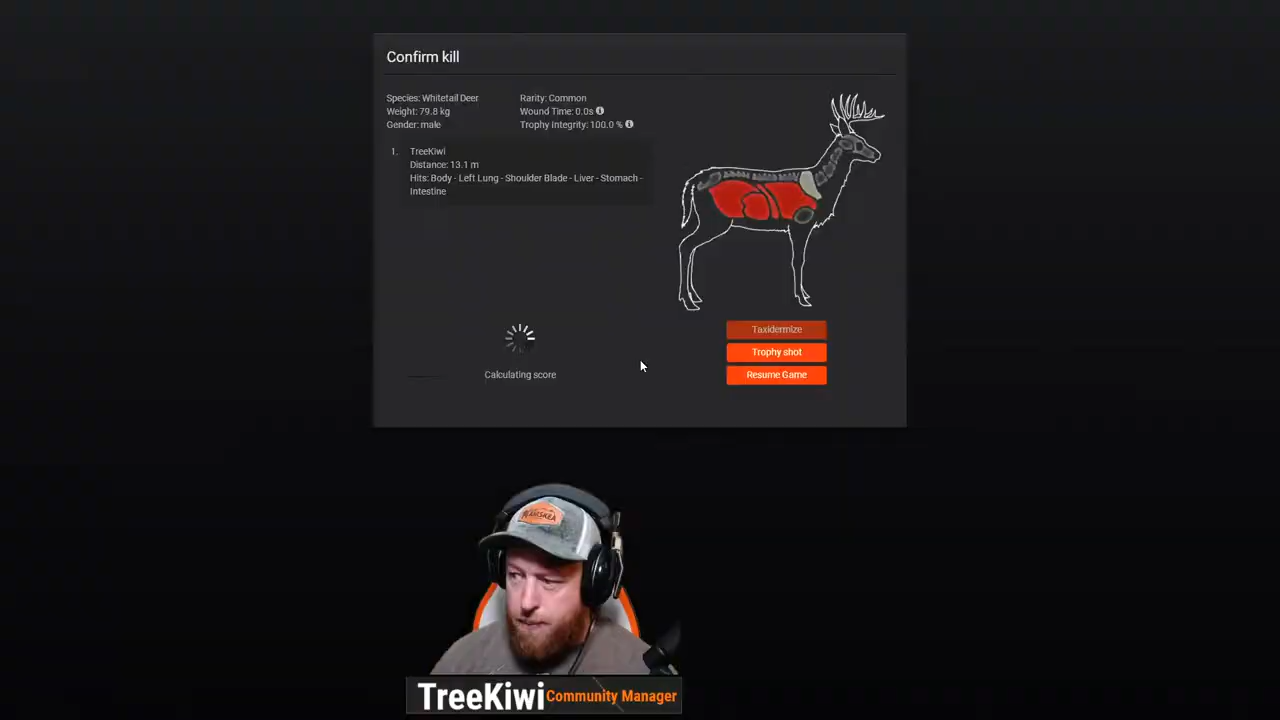 Confirm kill
Species: Whitetail Deer
Weight: 79.8 kg
Gender: male
Rarity: Common
Wound Time: 0.0s
Trophy Integrity: 100.0 %
1. TreeKiwi
Distance: 13.1 m
Hits: Body - Left Lung - Shoulder Blade - Liver - Stomach -
Intestine
Calculating score
Taxidermize
Trophy shot
Resume Game
TreeKiwi Community Manager